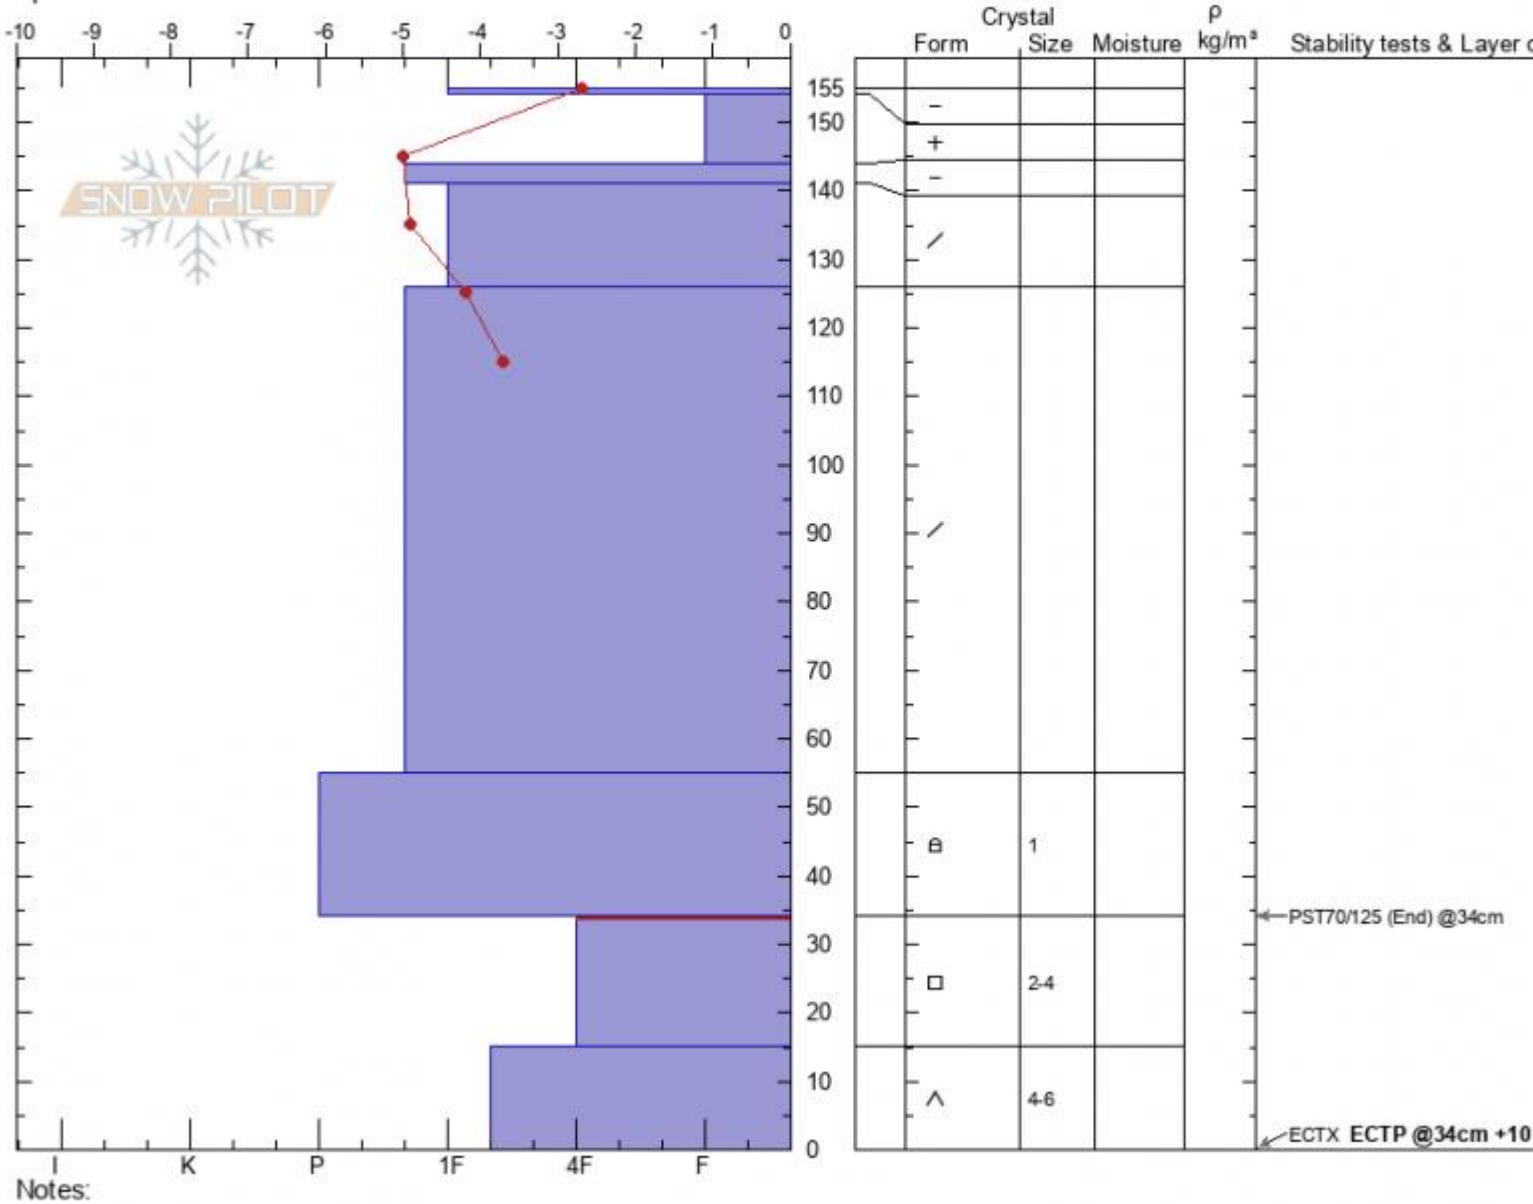 Crystal ρ
-10 -9 -8 -7 -6 -5 -4 -3 -2 -1 0 Form Size Moisture kg/m³ Stability tests & Layer c
155
150
SNOW PILOT
140
130
120
110
100
90
80
70
60
50
1
40
PST70/125 (End) @34cm
30
2-4
20
10
4-6
ECTX ECTP @34cm +10
0
I K P 1F 4F F
Notes: